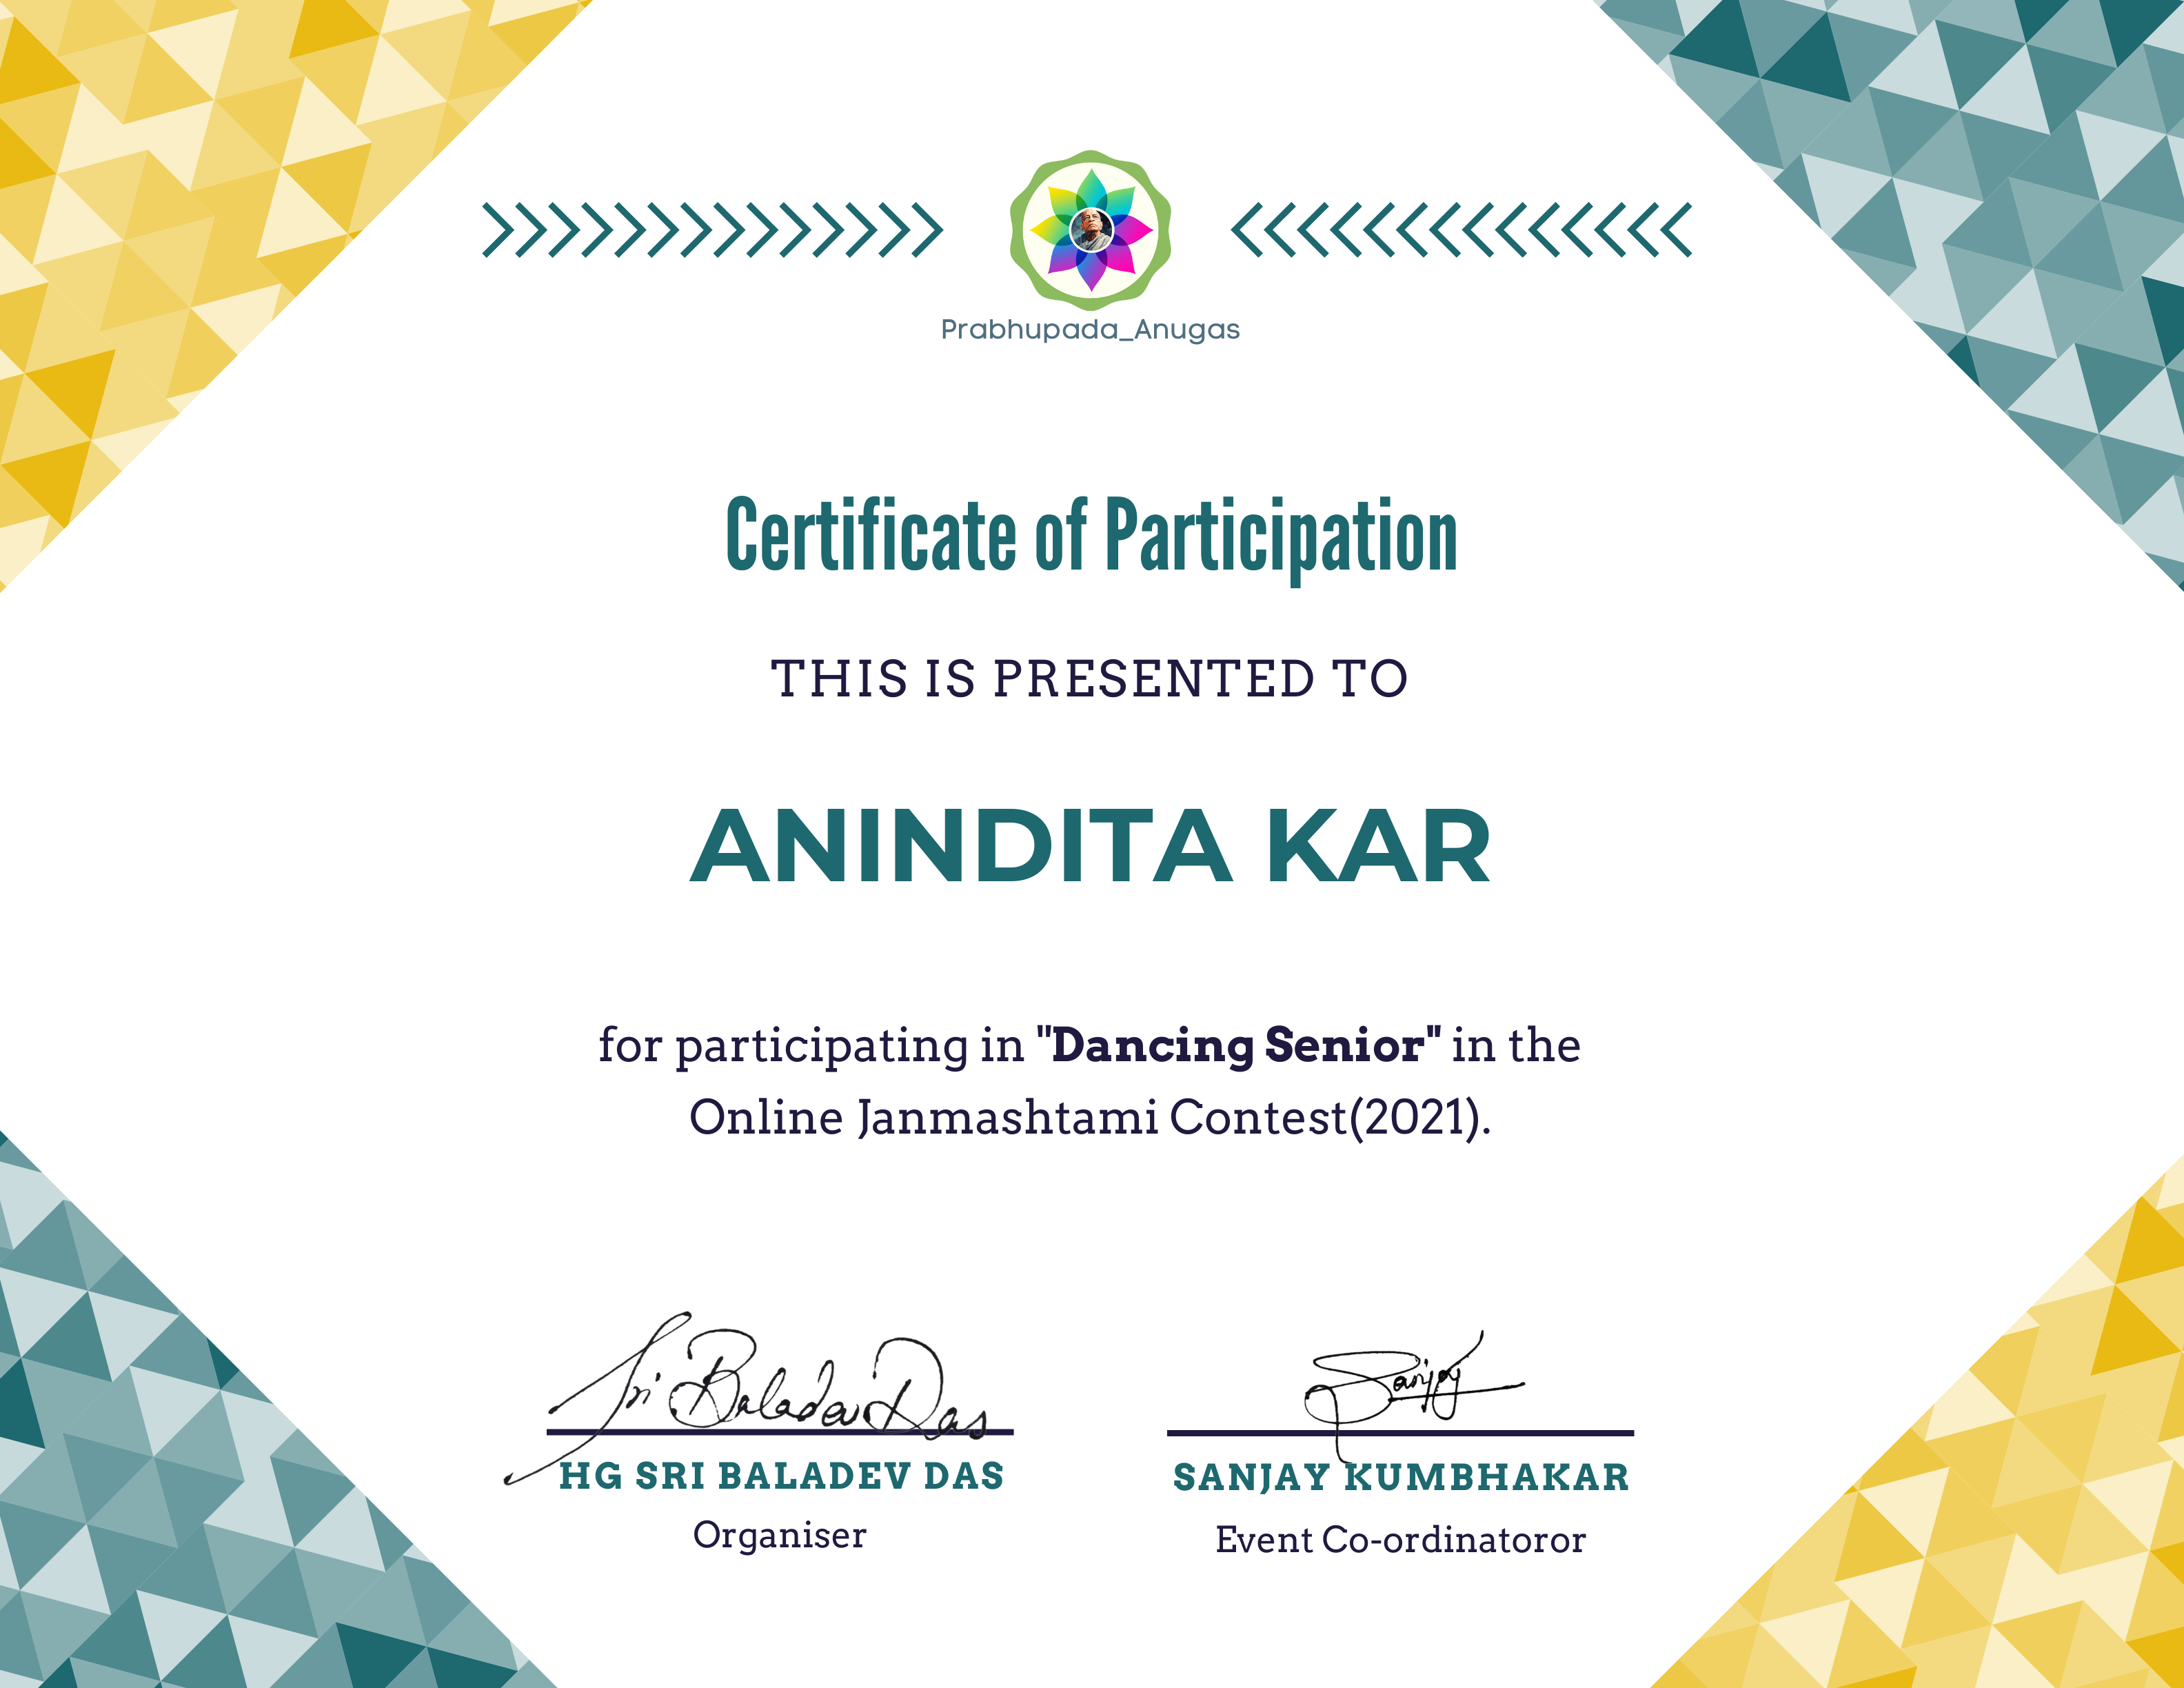 Prabhupada_Anugas
Certificate of Participation
THIS IS PRESENTED TO
ANINDITA KAR
for participating in "Dancing Senior" in the
Online Janmashtami Contest(2021).
Sri Baladev Das
Sanjoy
HG SRI BALADEV DAS
SANJAY KUMBHAKAR
Organiser
Event Co-ordinatoror